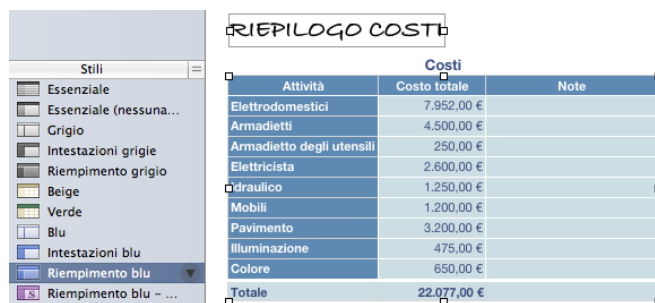 RIEPILOGO COSTI
Stili
Essenziale
Essenziale (nessuna...
Grigio
Intestazioni grigie
Riempimento grigio
Beige
Verde
Blu
Intestazioni blu
Riempimento blu
Riempimento blu – ...
Costi
Attività Costo totale Note
Elettrodomestici 7.952,00 €
Armadietti 4.500,00 €
Armadietto degli utensili 250,00 €
Elettricista 2.600,00 €
Idraulico 1.250,00 €
Mobili 1.200,00 €
Pavimento 3.200,00 €
Illuminazione 475,00 €
Colore 650,00 €
Totale 22.077,00 €